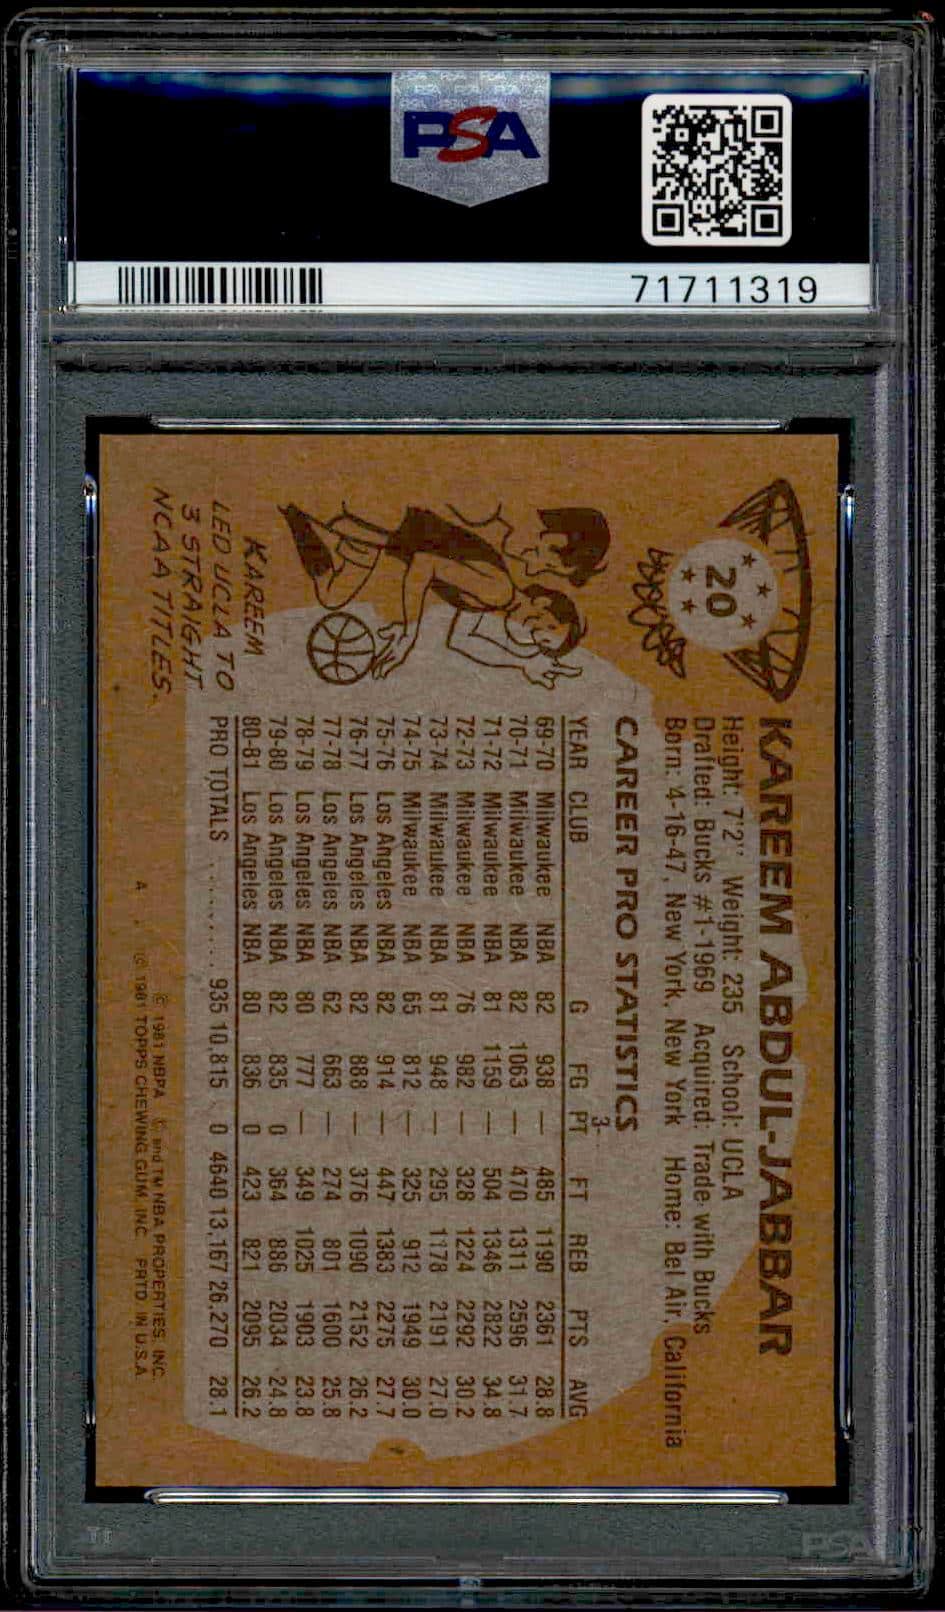 PSA
71711319
20
KAREEM ABDUL-JABBAR
Height: 7'2" Weight: 235 School: UCLA
Drafted: Bucks #1-1969 Acquired: Trade with Bucks
Born: 4-16-47, New York, New York Home: Bel Air, California
CAREER PRO STATISTICS
YEAR CLUB G FG 3-PT FT REB PTS AVG
69-70 Milwaukee NBA 82 938 — 485 1190 2361 28.8
70-71 Milwaukee NBA 82 1063 — 470 1311 2596 31.7
71-72 Milwaukee NBA 81 1159 — 504 1346 2822 34.8
72-73 Milwaukee NBA 76 982 — 328 1224 2292 30.2
73-74 Milwaukee NBA 81 948 — 295 1178 2191 27.0
74-75 Milwaukee NBA 65 812 — 325 912 1949 30.0
75-76 Los Angeles NBA 82 914 — 447 1383 2275 27.7
76-77 Los Angeles NBA 82 888 — 376 1090 2152 26.2
77-78 Los Angeles NBA 62 663 — 274 801 1600 25.8
78-79 Los Angeles NBA 80 777 — 349 1025 1903 23.8
79-80 Los Angeles NBA 82 835 0 364 886 2034 24.8
80-81 Los Angeles NBA 80 836 0 423 821 2095 26.2
PRO TOTALS ........ 935 10,815 0 4640 13,167 26,270 28.1
KAREEM
LED UCLA TO
3 STRAIGHT
NCAA TITLES.
© 1981 NBPA © and TM NBA PROPERTIES, INC.
A © 1981 TOPPS CHEWING GUM, INC. PRTD. IN U.S.A.
PSA